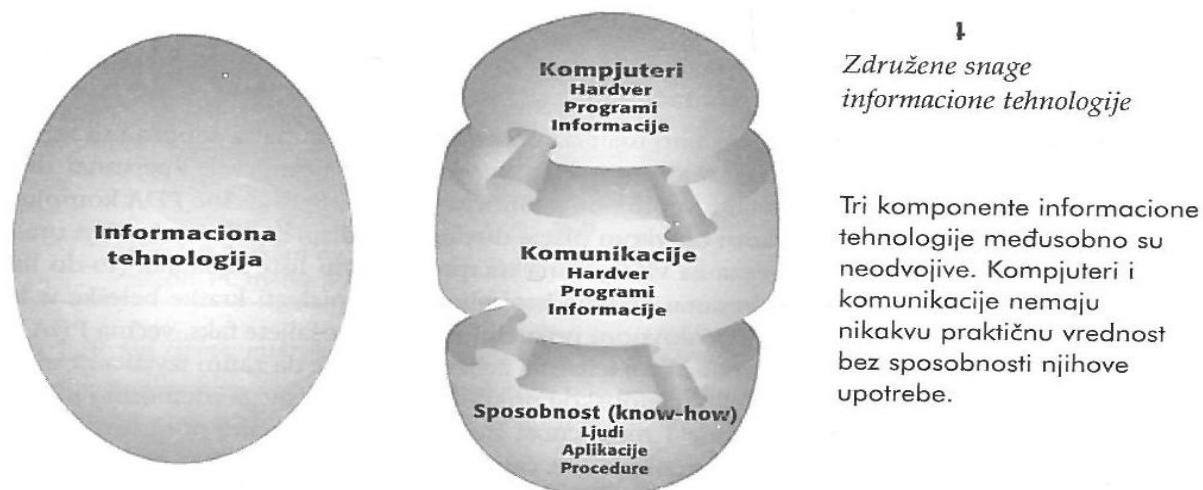 Informaciona
tehnologija
Kompjuteri
Hardver
Programi
Informacije
Komunikacije
Hardver
Programi
Informacije
Sposobnost (know-how)
Ljudi
Aplikacije
Procedure
Združene snage
informacione tehnologije
Tri komponente informacione
tehnologije međusobno su
neodvojive. Kompjuteri i
komunikacije nemaju
nikakvu praktičnu vrednost
bez sposobnosti njihove
upotrebe.